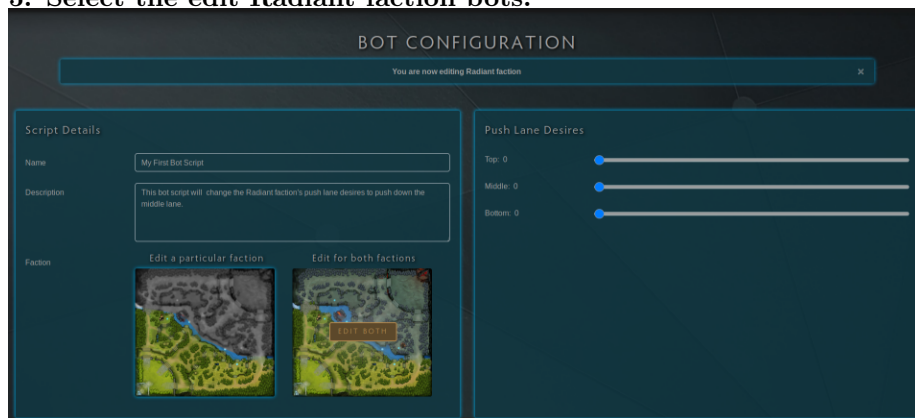 3. Select the edit Radiant faction bots.
BOT CONFIGURATION
You are now editing Radiant faction
×
Script Details
Name
My First Bot Script
Description
This bot script will change the Radiant faction's push lane desires to push down the
middle lane.
Faction
Edit a particular faction
Edit for both factions
EDIT BOTH
Push Lane Desires
Top: 0
Middle: 0
Bottom: 0